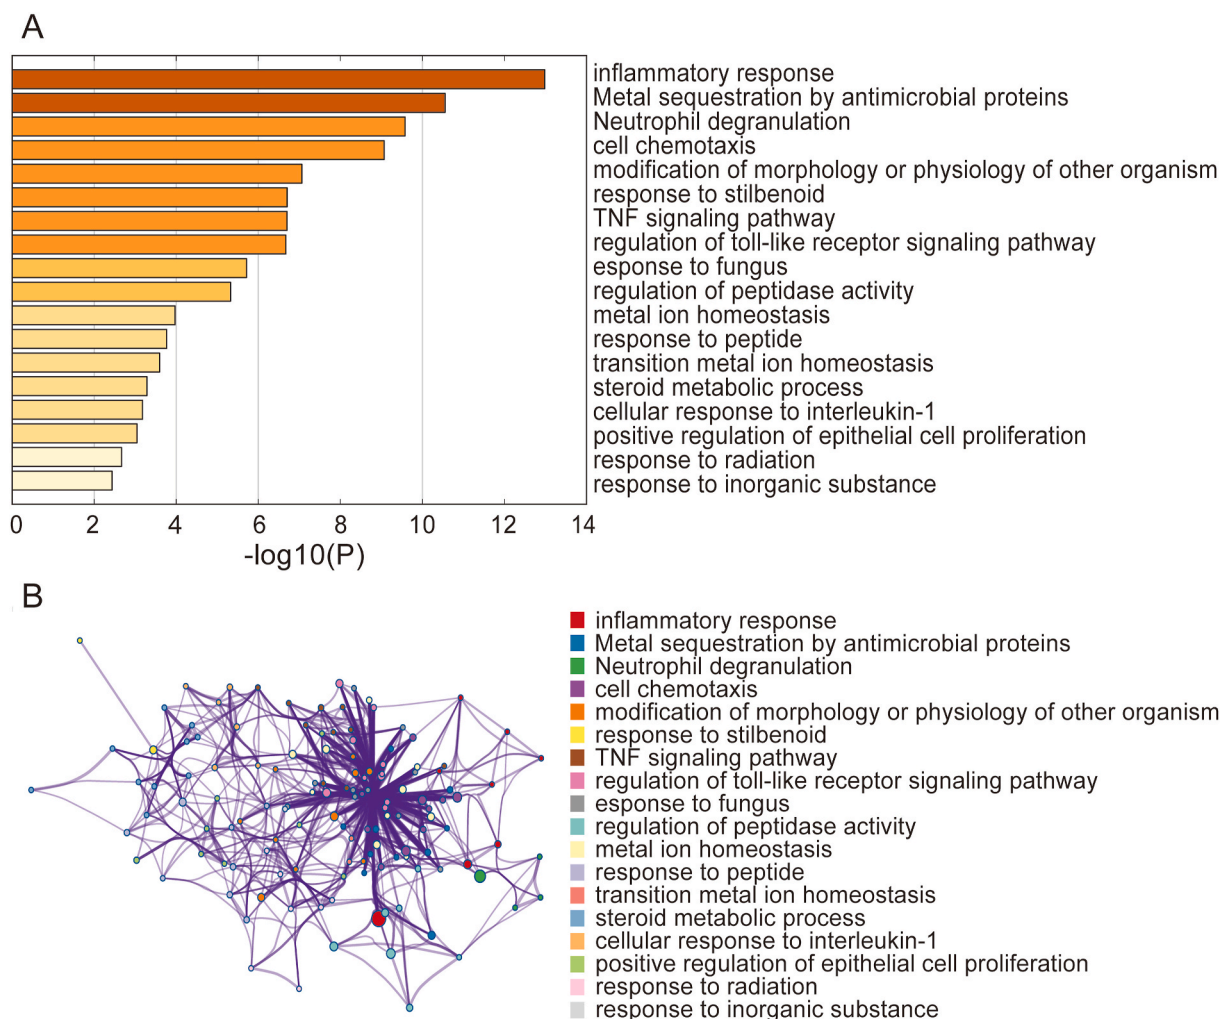 A
inflammatory response
Metal sequestration by antimicrobial proteins
Neutrophil degranulation
cell chemotaxis
modification of morphology or physiology of other organism
response to stilbenoid
TNF signaling pathway
regulation of toll-like receptor signaling pathway
esponse to fungus
regulation of peptidase activity
metal ion homeostasis
response to peptide
transition metal ion homeostasis
steroid metabolic process
cellular response to interleukin-1
positive regulation of epithelial cell proliferation
response to radiation
response to inorganic substance
0 2 4 6 8 10 12 14
-log10(P)
B
inflammatory response
Metal sequestration by antimicrobial proteins
Neutrophil degranulation
cell chemotaxis
modification of morphology or physiology of other organism
response to stilbenoid
TNF signaling pathway
regulation of toll-like receptor signaling pathway
esponse to fungus
regulation of peptidase activity
metal ion homeostasis
response to peptide
transition metal ion homeostasis
steroid metabolic process
cellular response to interleukin-1
positive regulation of epithelial cell proliferation
response to radiation
response to inorganic substance